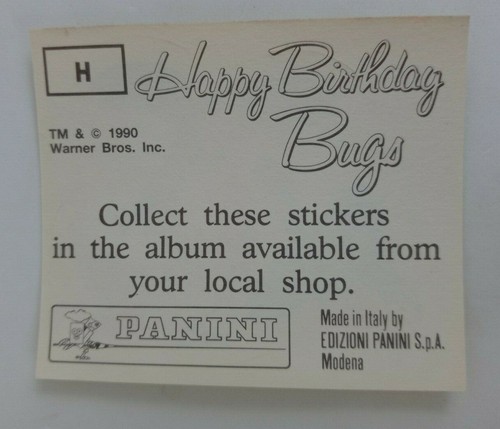 H
Happy Birthday
Bugs
TM & © 1990
Warner Bros. Inc.
Collect these stickers
in the album available from
your local shop.
PANINI
Made in Italy by
EDIZIONI PANINI S.p.A.
Modena